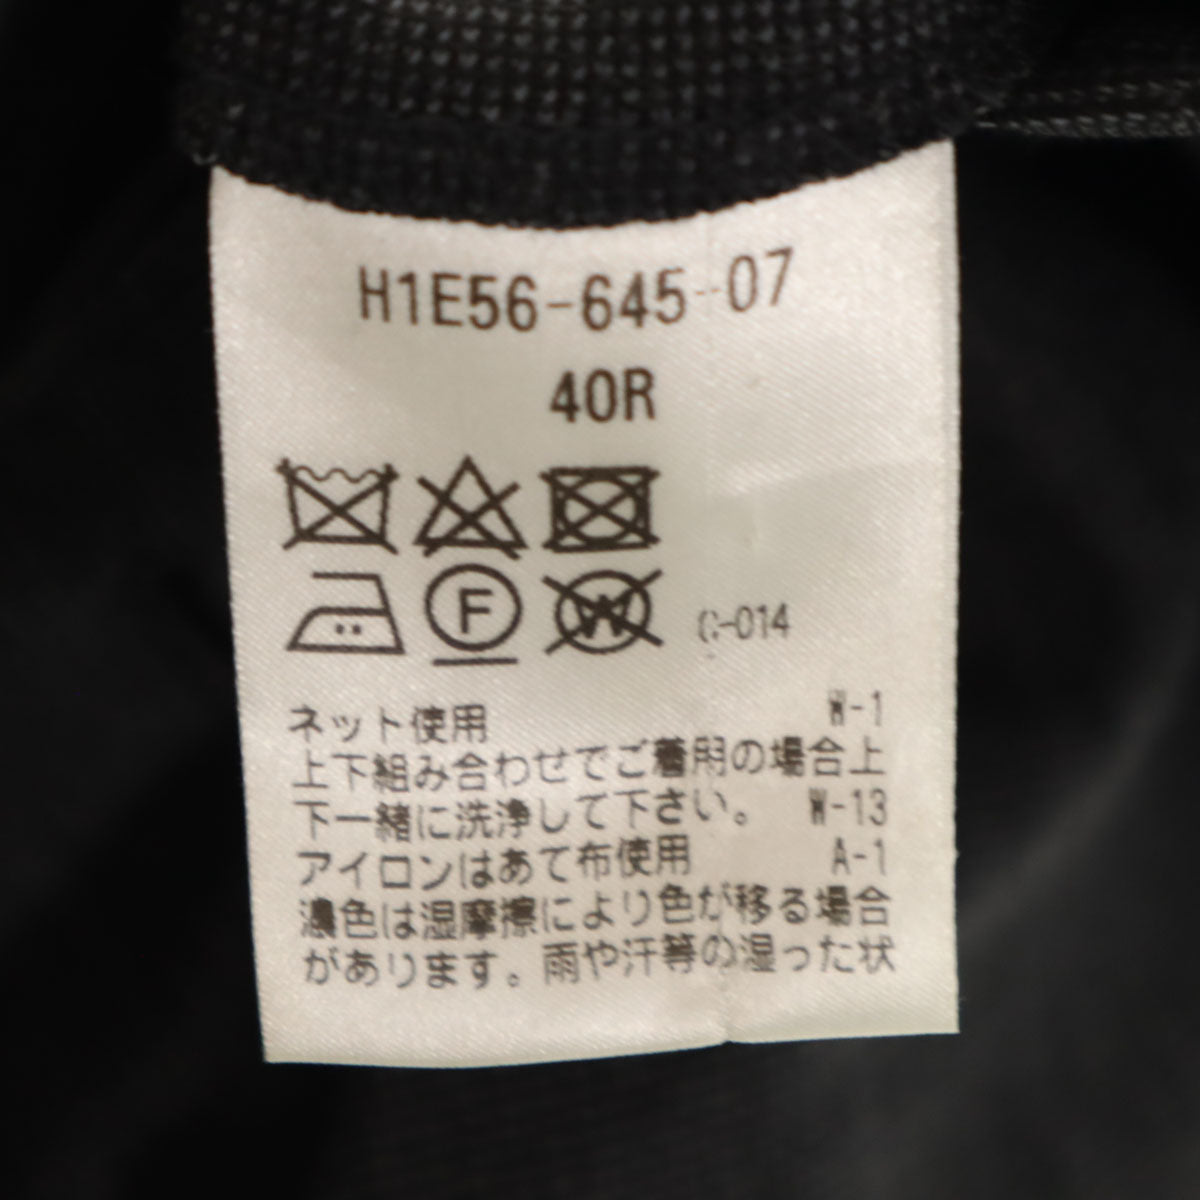 H1E56-645-07
40R
F W C-014
ネット使用 W-1
上下組み合わせでご着用の場合上
下一緒に洗浄して下さい。 W-13
アイロンはあて布使用 A-1
濃色は湿摩擦により色が移る場合
があります。雨や汗等の湿った状